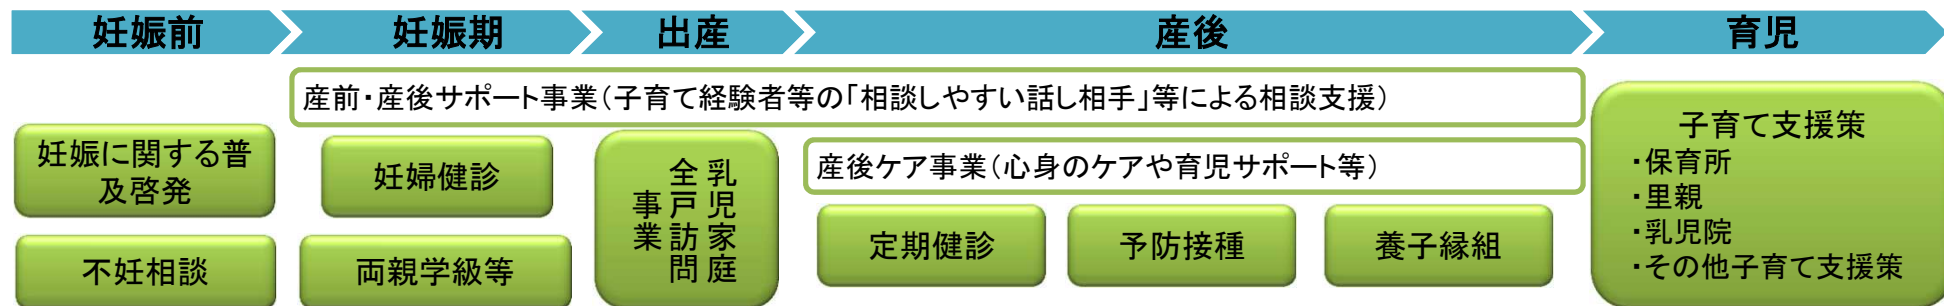 妊娠前
妊娠期
出産
産後
育児
産前・産後サポート事業(子育て経験者等の「相談しやすい話し相手」等による相談支援)
妊娠に関する普
及啓発
不妊相談
妊婦健診
両親学級等
乳児家庭
全戸訪問
事業
産後ケア事業(心身のケアや育児サポート等)
定期健診
予防接種
養子縁組
子育て支援策
・保育所
・里親
・乳児院
・その他子育て支援策